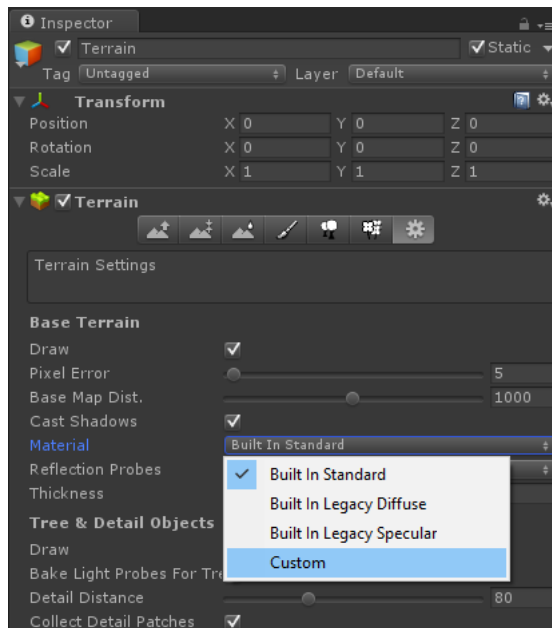 Inspector
Terrain Static
Tag Untagged Layer Default
Transform
Position X 0 Y 0 Z 0
Rotation X 0 Y 0 Z 0
Scale X 1 Y 1 Z 1
Terrain
Terrain Settings
Base Terrain
Draw
Pixel Error 5
Base Map Dist. 1000
Cast Shadows
Material Built In Standard
Reflection Probes
Built In Standard
Thickness
Built In Legacy Diffuse
Built In Legacy Specular
Tree & Detail Objects
Custom
Draw
Bake Light Probes For Tre
Detail Distance 80
Collect Detail Patches